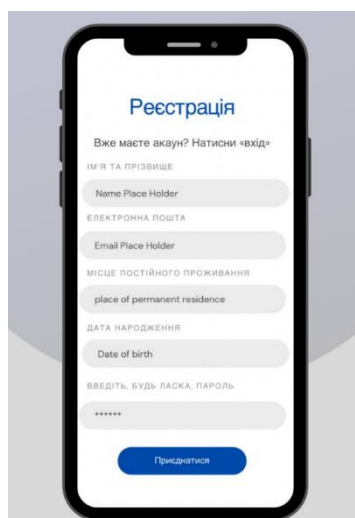 Реєстрація
Вже маєте акаун? Натисни «вхід»
ІМ'Я ТА ПРІЗВИЩЕ
Name Place Holder
ЕЛЕКТРОННА ПОШТА
Email Place Holder
МІСЦЕ ПОСТІЙНОГО ПРОЖИВАННЯ
place of permanent residence
ДАТА НАРОДЖЕННЯ
Date of birth
ВВЕДІТЬ, БУДЬ ЛАСКА, ПАРОЛЬ
******
Приєднатися